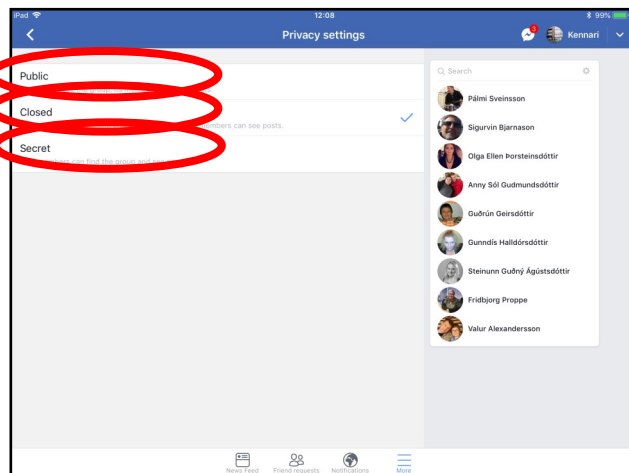 iPad 12:08 99%
Privacy settings 3 Kennari
Public
Closed
members can see posts.
Secret
can find the group and
Search
Pálmi Sveinsson
Sigurvin Bjarnason
Olga Ellen Þorsteinsdóttir
Anny Sól Gudmundsdóttir
Guðrún Geirsdóttir
Gunndís Halldórsdóttir
Steinunn Guðný Ágústsdóttir
Fridbjorg Proppe
Valur Alexandersson
News Feed Friend requests Notifications More